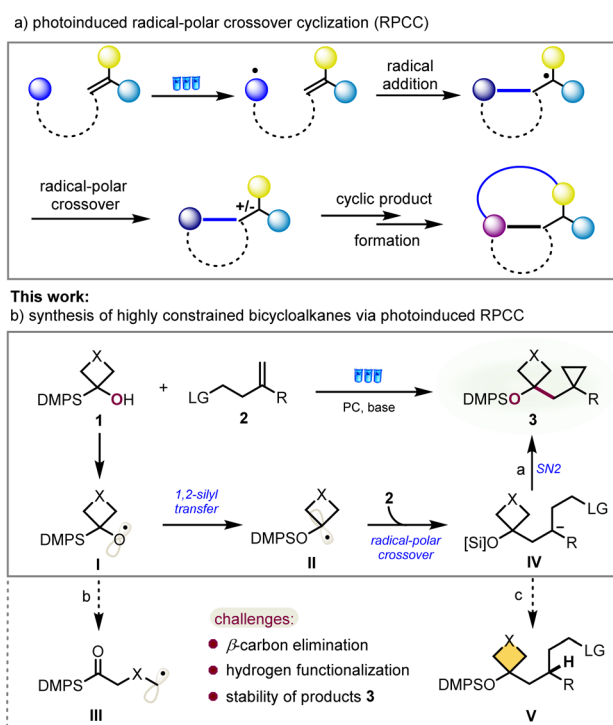 a) photoinduced radical-polar crossover cyclization (RPCC)
radical
addition
radical-polar
crossover
+/-
cyclic product
formation
This work:
b) synthesis of highly constrained bicycloalkanes via photoinduced RPCC
X
DMPS
OH
1
+
LG
R
2
PC, base
X
DMPSO
R
3
X
DMPS
O
I
1,2-silyl
transfer
X
DMPSO
II
2
radical-polar
crossover
a
SN2
X
[Si]O
LG
R
IV
b
c
O
DMPS
X
III
challenges:
β-carbon elimination
hydrogen functionalization
stability of products 3
X
DMPSO
LG
H
R
V